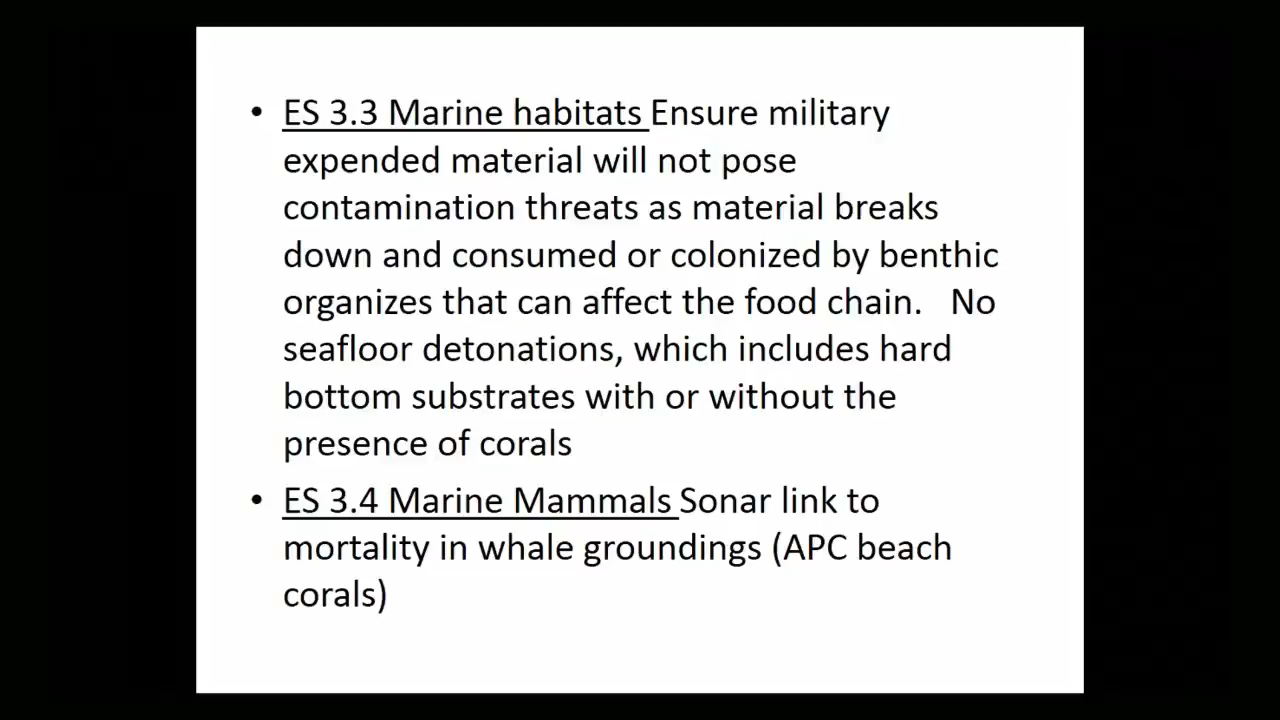 • ES 3.3 Marine habitats Ensure military
expended material will not pose
contamination threats as material breaks
down and consumed or colonized by benthic
organizes that can affect the food chain.   No
seafloor detonations, which includes hard
bottom substrates with or without the
presence of corals
• ES 3.4 Marine Mammals Sonar link to
mortality in whale groundings (APC beach
corals)